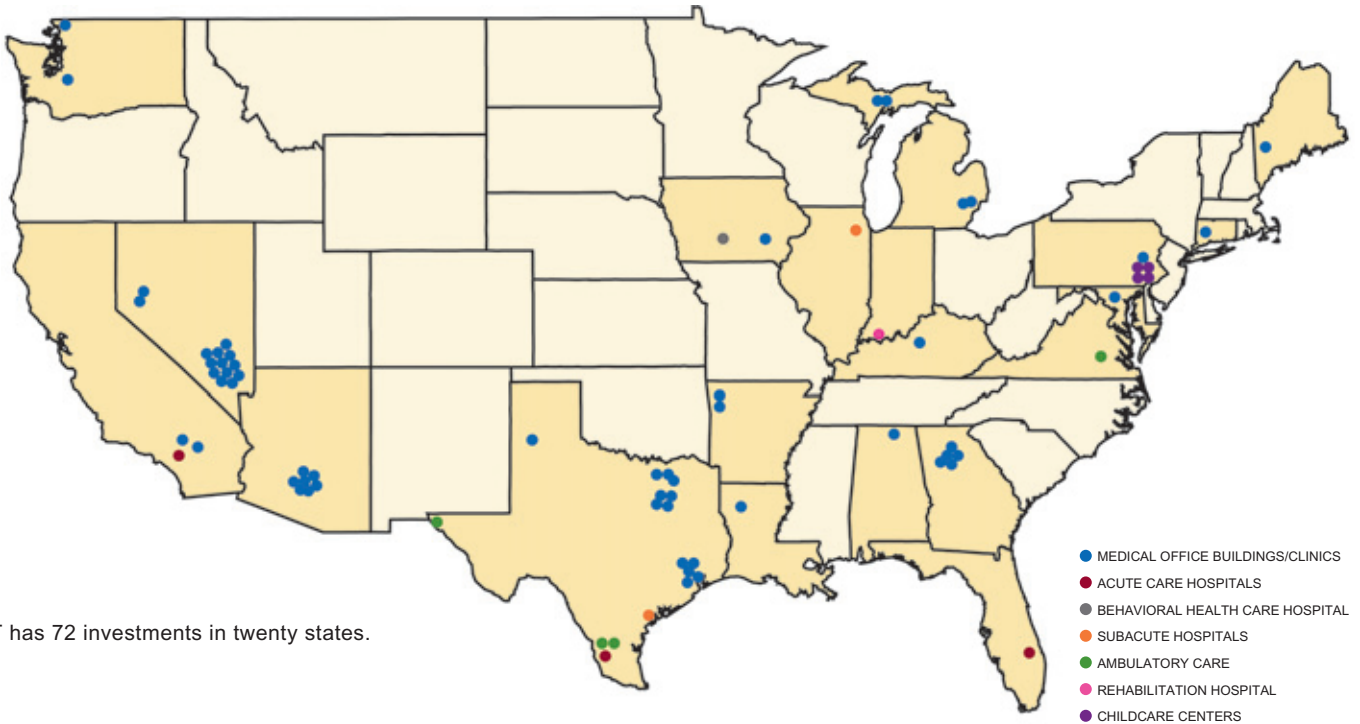 has 72 investments in twenty states.
MEDICAL OFFICE BUILDINGS/CLINICS
ACUTE CARE HOSPITALS
BEHAVIORAL HEALTH CARE HOSPITAL
SUBACUTE HOSPITALS
AMBULATORY CARE
REHABILITATION HOSPITAL
CHILDCARE CENTERS